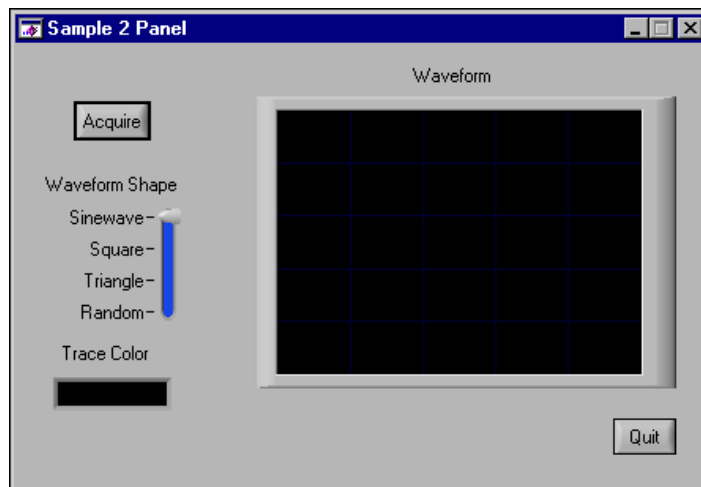 Sample 2 Panel
Waveform
Acquire
Waveform Shape
Sinewave
Square
Triangle
Random
Trace Color
Quit